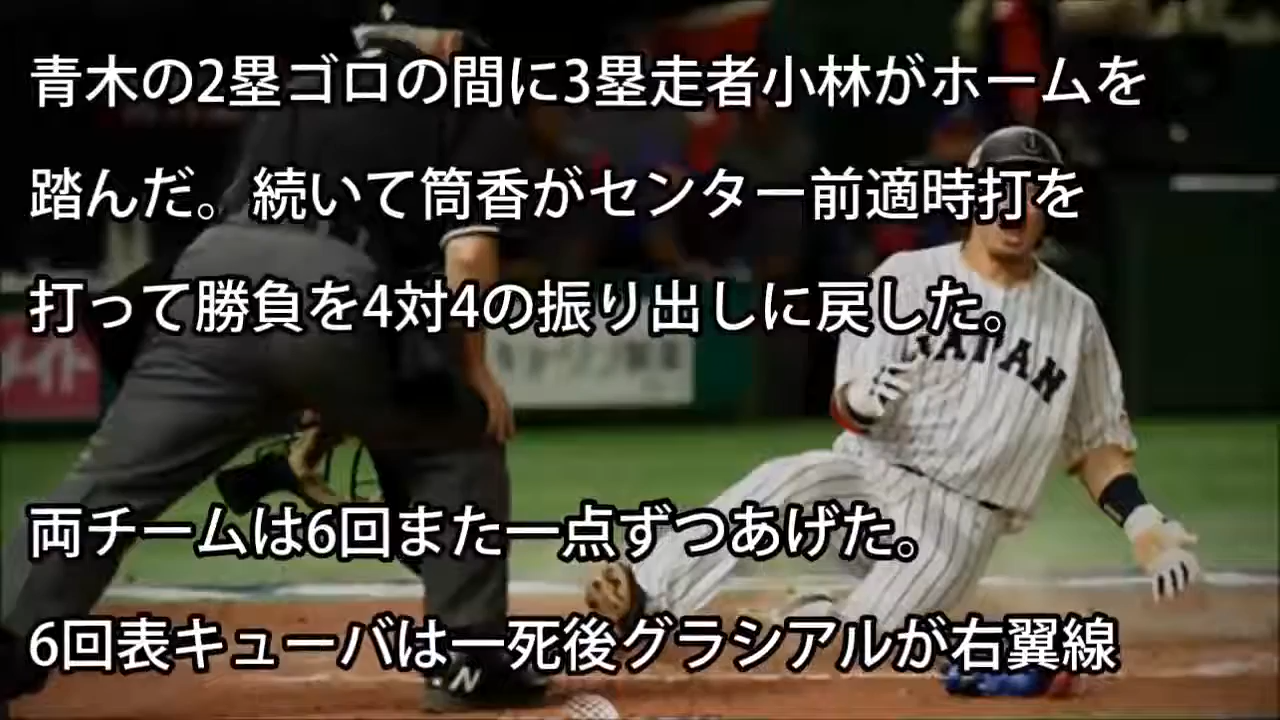 青木の2塁ゴロの間に3塁走者小林がホームを
踏んだ。続いて筒香がセンター前適時打を
打って勝負を4対4の振り出しに戻した。
JAPAN
両チームは6回また一点ずつあげた。
6回表キューバは一死後グラシアルが右翼線
N